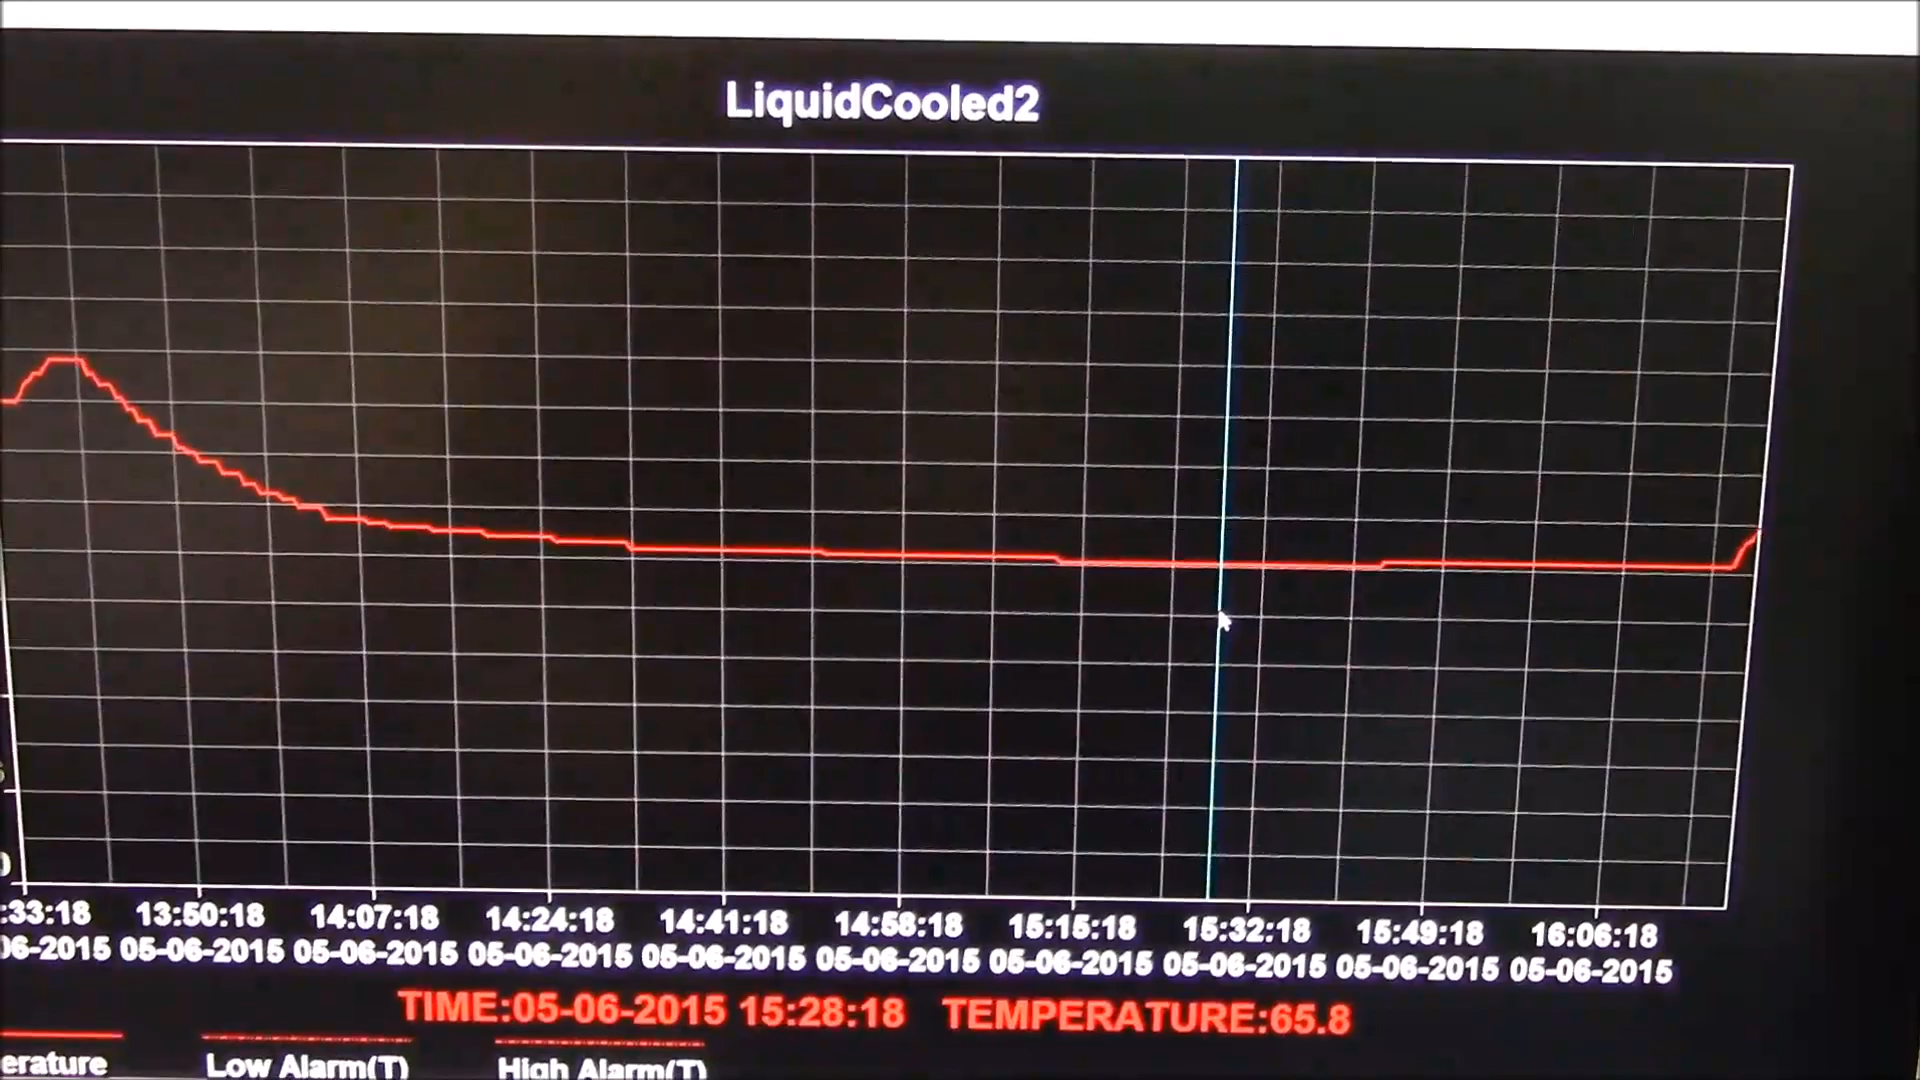 LiquidCooled2
:33:18 13:50:18 14:07:18 14:24:18 14:41:18 14:58:18 15:15:18 15:32:18 15:49:18 16:06:18
06-2015 05-06-2015 05-06-2015 05-06-2015 05-06-2015 05-06-2015 05-06-2015 05-06-2015 05-06-2015 05-06-2015
TIME:05-06-2015 15:28:18 TEMPERATURE:65.8
erature Low Alarm(T) High Alarm(T)